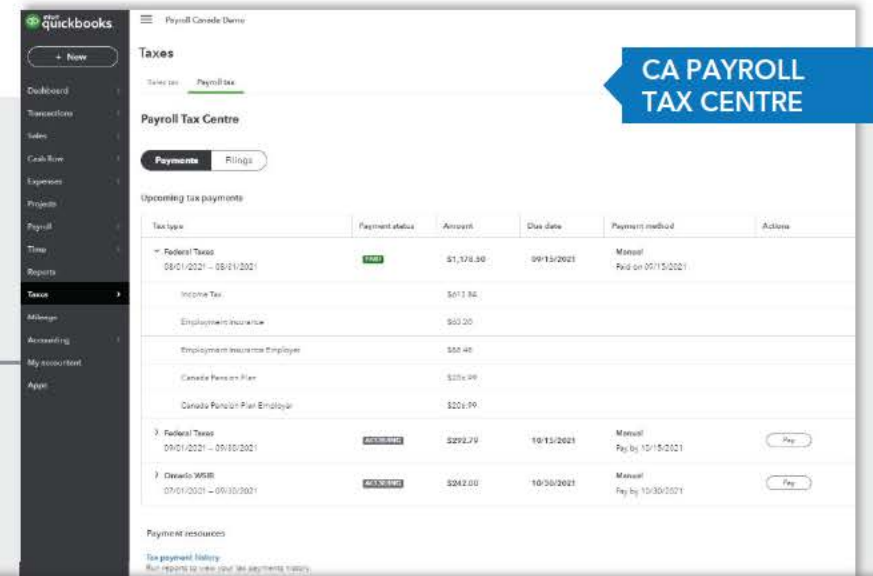 intuit
quickbooks
Payroll Canada Demo
+ New
Taxes
CA PAYROLL
TAX CENTRE
Sales tax Payroll tax
Dashboard
Transactions
Sales
Cash flow
Expenses
Projects
Payroll
Time
Reports
Taxes
Mileage
Accounting
My accountant
Apps
Payroll Tax Centre
Payments Filings
Upcoming tax payments
Tax type Payment status Amount Due date Payment method Actions
Federal Taxes PAID $1,178.50 09/15/2021 Manual
08/01/2021 – 08/31/2021 Paid on 09/15/2021
Income Tax
Employment Insurance
Employment Insurance Employer
Canada Pension Plan $206.99
Canada Pension Plan Employer $206.99
Federal Taxes ACCRUING $292.79 10/15/2021 Manual Pay
09/01/2021 – 09/30/2021 Pay by 10/15/2021
Ontario WSIB ACCRUING $242.00 10/30/2021 Manual Pay
07/01/2021 – 09/30/2021 Pay by 10/30/2021
Payment resources
Tax payment history
Run reports to view your tax payments history.